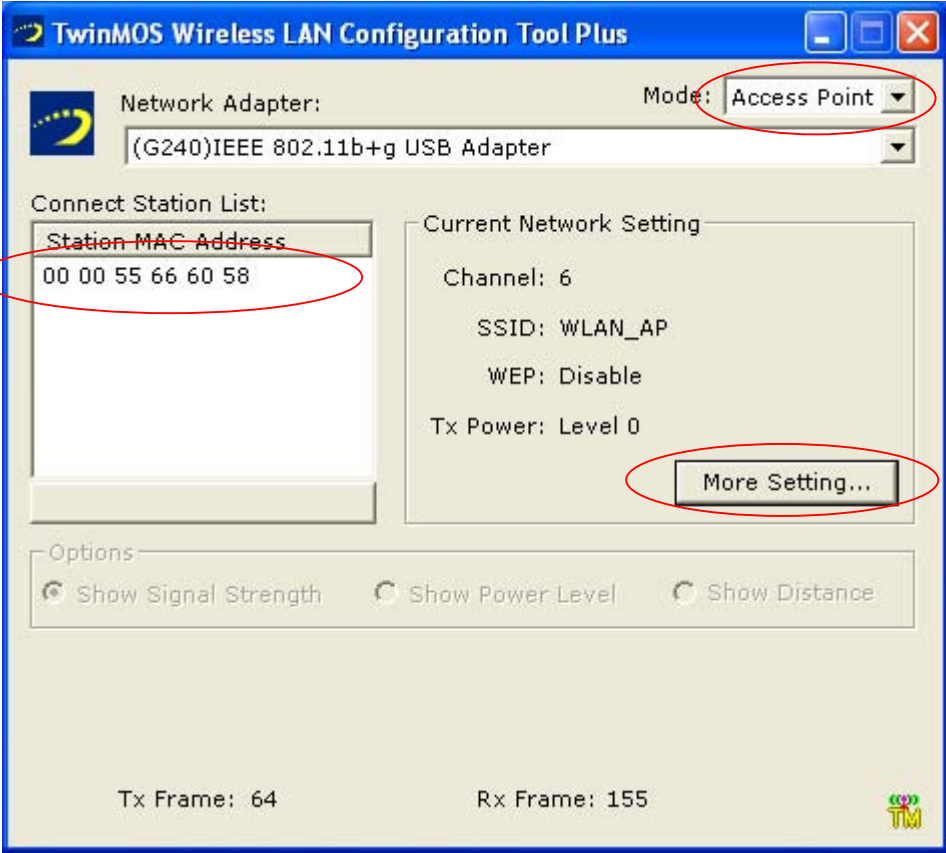 TwinMOS Wireless LAN Configuration Tool Plus
Network Adapter:
Mode: Access Point
(G240)IEEE 802.11b+g USB Adapter
Connect Station List:
Station MAC Address
00 00 55 66 60 58
Current Network Setting
Channel: 6
SSID: WLAN_AP
WEP: Disable
Tx Power: Level 0
More Setting...
Options
Show Signal Strength Show Power Level Show Distance
Tx Frame: 64 Rx Frame: 155
TM